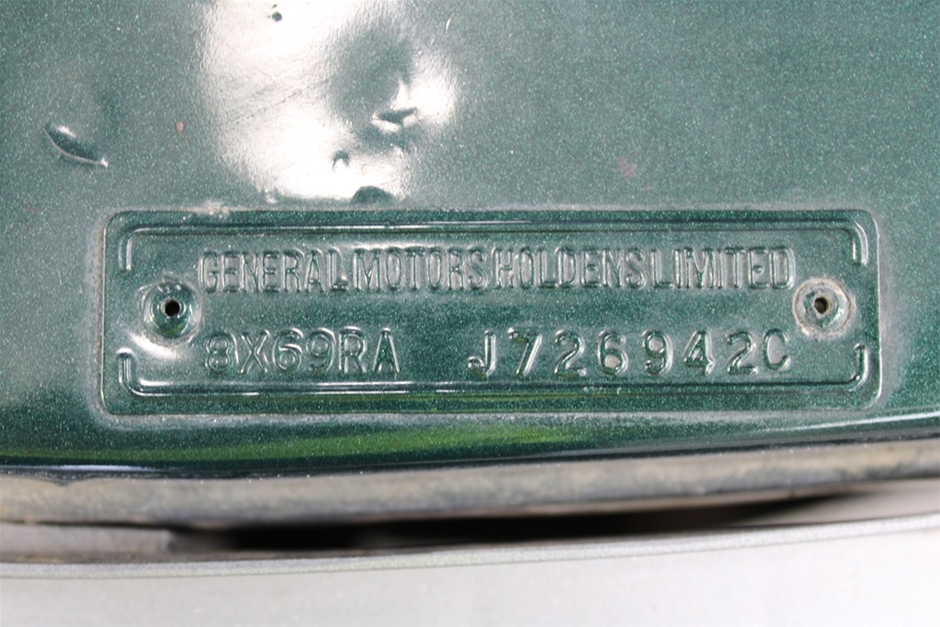 GENERAL MOTORS HOLDENS LIMITED
8X69RA J726942C